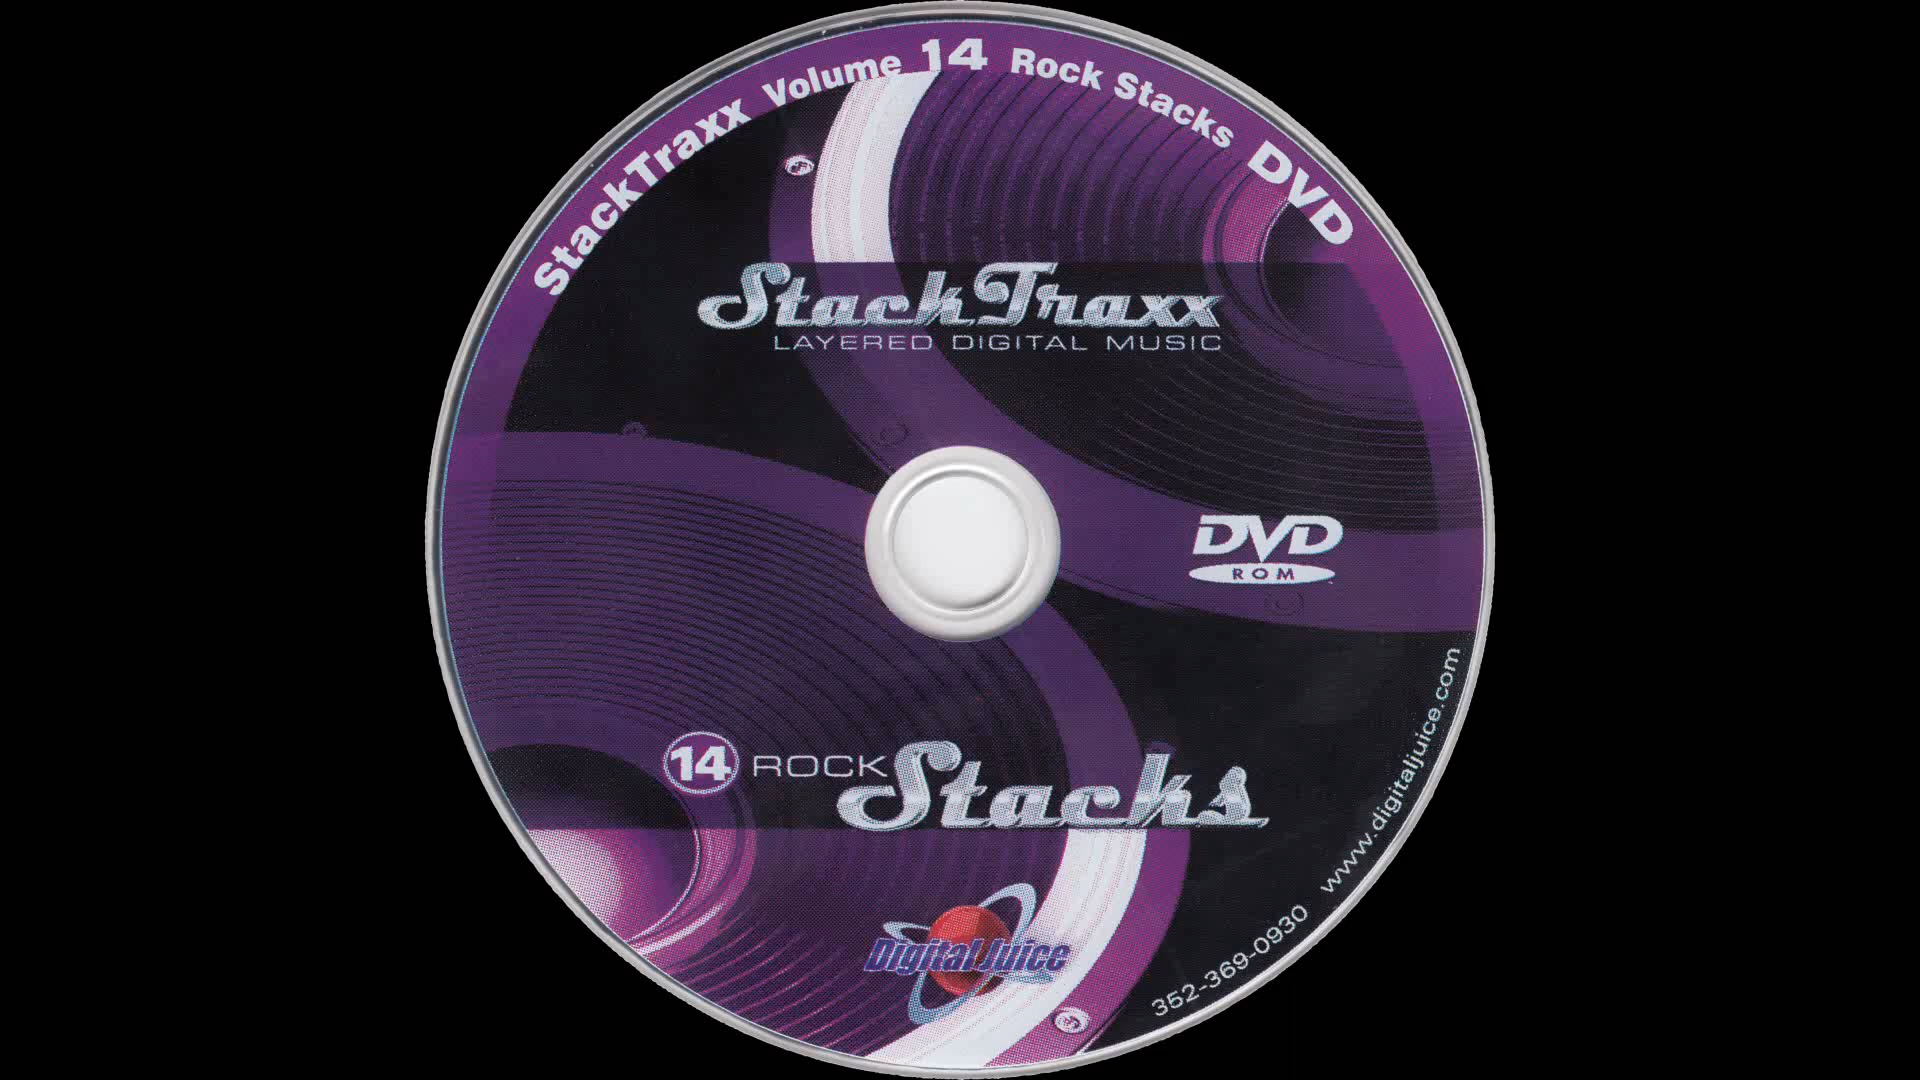 StackTraxx Volume 14 Rock Stacks DVD
StackTraxx
LAYERED DIGITAL MUSIC
DVD
ROM
14 ROCK Stacks
Digital Juice
www.digitaljuice.com
352-369-0930